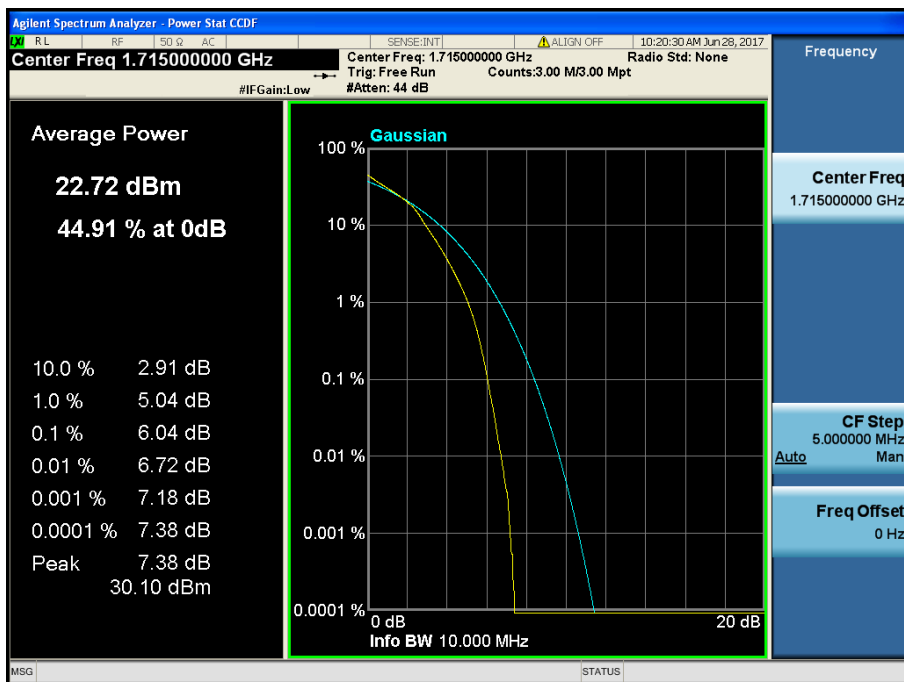 Agilent Spectrum Analyzer - Power Stat CCDF
LXI RL RF 50 Ω AC SENSE:INT ALIGN OFF 10:20:30 AM Jun 28, 2017
Center Freq 1.715000000 GHz
Center Freq: 1.715000000 GHz Radio Std: None
Trig: Free Run Counts:3.00 M/3.00 Mpt
#IFGain:Low #Atten: 44 dB
Frequency
Average Power
22.72 dBm
44.91 % at 0dB
10.0 % 2.91 dB
1.0 % 5.04 dB
0.1 % 6.04 dB
0.01 % 6.72 dB
0.001 % 7.18 dB
0.0001 % 7.38 dB
Peak 7.38 dB
30.10 dBm
Gaussian
100 %
10 %
1 %
0.1 %
0.01 %
0.001 %
0.0001 %
0 dB 20 dB
Info BW 10.000 MHz
Center Freq
1.715000000 GHz
CF Step
5.000000 MHz
Auto Man
Freq Offset
0 Hz
MSG STATUS